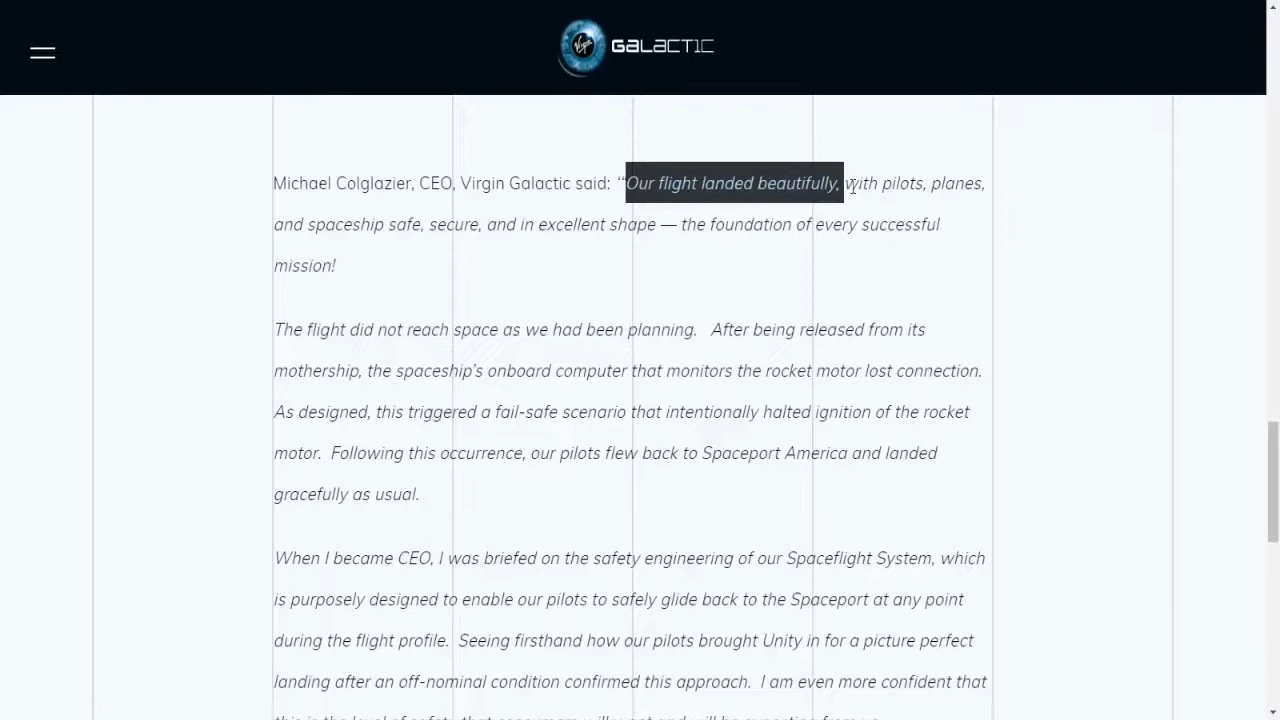 Virgin GALACTIC
Michael Colglazier, CEO, Virgin Galactic said: “Our flight landed beautifully, with pilots, planes,
and spaceship safe, secure, and in excellent shape — the foundation of every successful
mission!
The flight did not reach space as we had been planning.   After being released from its
mothership, the spaceship’s onboard computer that monitors the rocket motor lost connection.
As designed, this triggered a fail-safe scenario that intentionally halted ignition of the rocket
motor.  Following this occurrence, our pilots flew back to Spaceport America and landed
gracefully as usual.
When I became CEO, I was briefed on the safety engineering of our Spaceflight System, which
is purposely designed to enable our pilots to safely glide back to the Spaceport at any point
during the flight profile.  Seeing firsthand how our pilots brought Unity in for a picture perfect
landing after an off-nominal condition confirmed this approach.  I am even more confident that